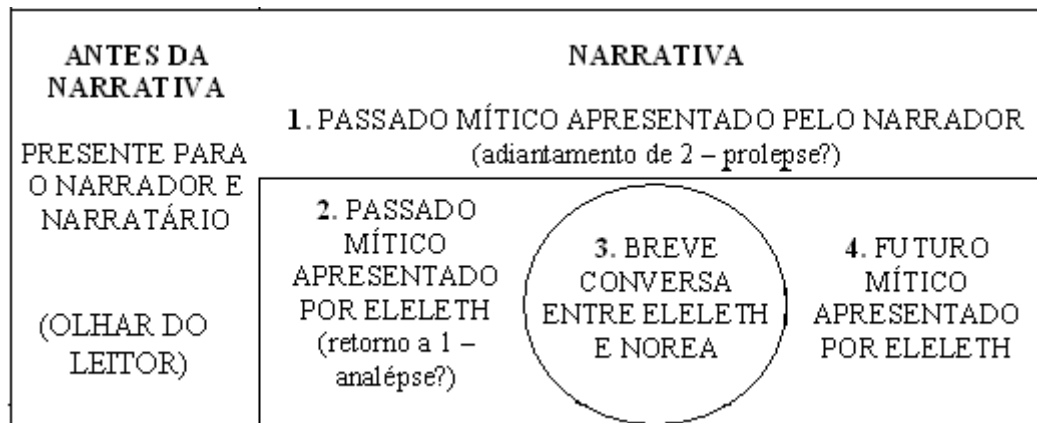 ANTES DA
NARRATIVA
PRESENTE PARA
O NARRADOR E
NARRATÁRIO
(OLHAR DO
LEITOR)
NARRATIVA
1. PASSADO MÍTICO APRESENTADO PELO NARRADOR
(adiantamento de 2 – prolepse?)
2. PASSADO
MÍTICO
APRESENTADO
POR ELELETH
(retorno a 1 –
analépse?)
3. BREVE
CONVERSA
ENTRE ELELETH
E NOREA
4. FUTURO
MÍTICO
APRESENTADO
POR ELELETH